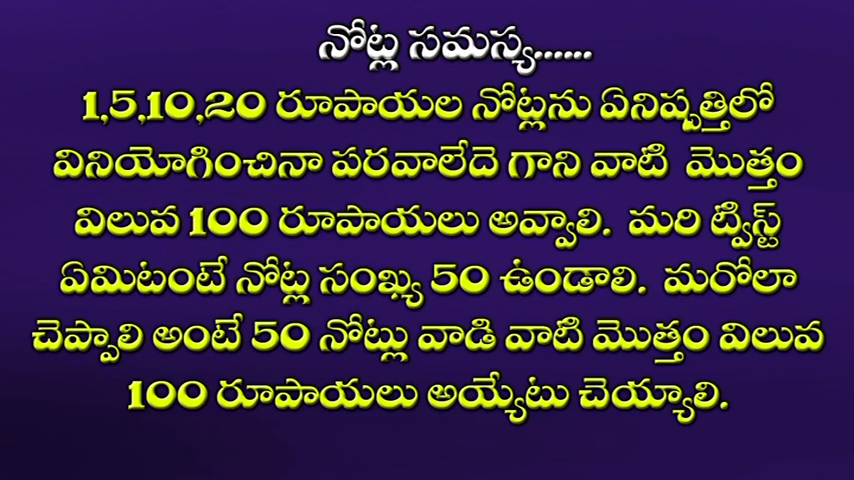 నోట్ల సమస్య......
1,5,10,20 రూపాయల నోట్లను ఏనిష్పత్తిలో
వినియోగించినా పరవాలేదె గాని వాటి మొత్తం
విలువ 100 రూపాయలు అవ్వాలి. మరి ట్విస్ట్
ఏమిటంటే నోట్ల సంఖ్య 50 ఉండాలి. మరోలా
చెప్పాలి అంటే 50 నోట్లు వాడి వాటి మొత్తం విలువ
100 రూపాయలు అయ్యేటు చెయ్యాలి.